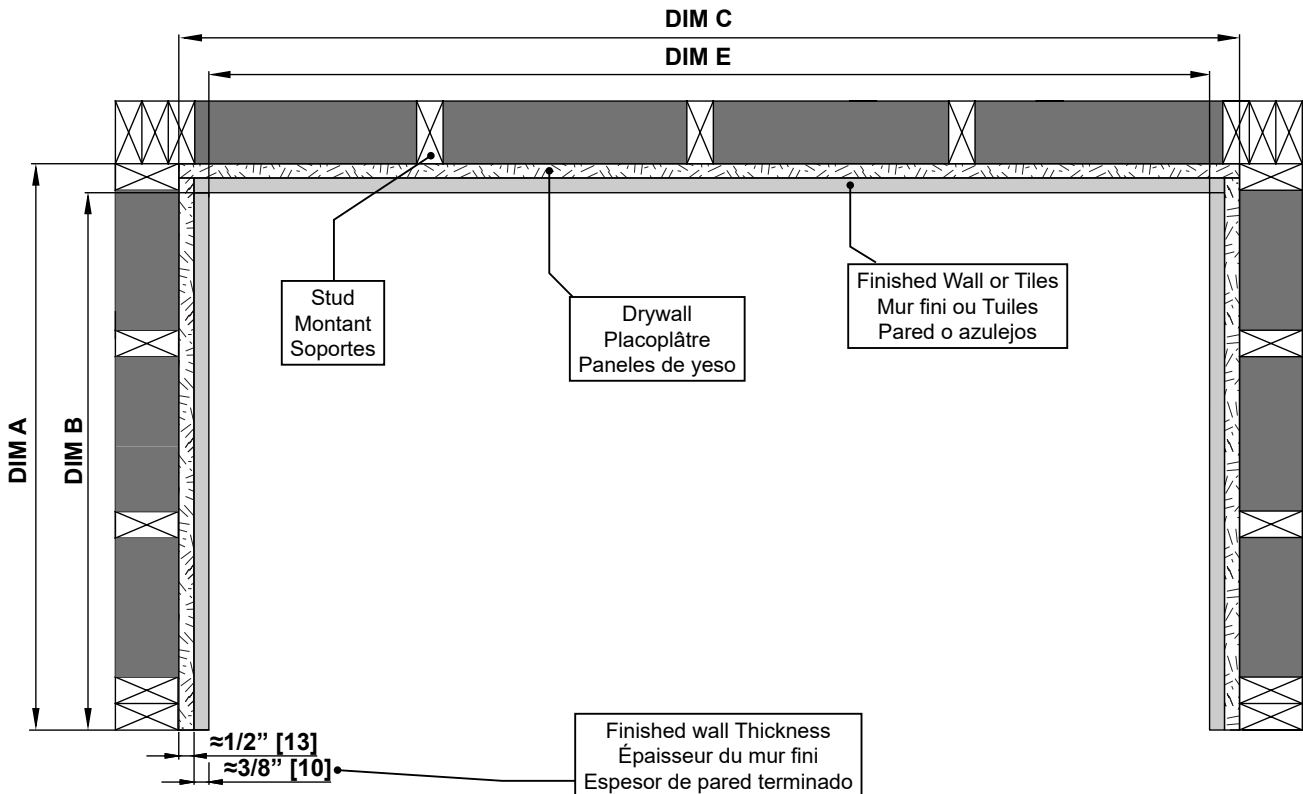 DIM C
DIM E
Stud
Montant
Soportes
Drywall
Placoplâtre
Paneles de yeso
Finished Wall or Tiles
Mur fini ou Tuiles
Pared o azulejos
DIM A
DIM B
≈1/2” [13]
≈3/8” [10]
Finished wall Thickness
Épaisseur du mur fini
Espesor de pared terminado